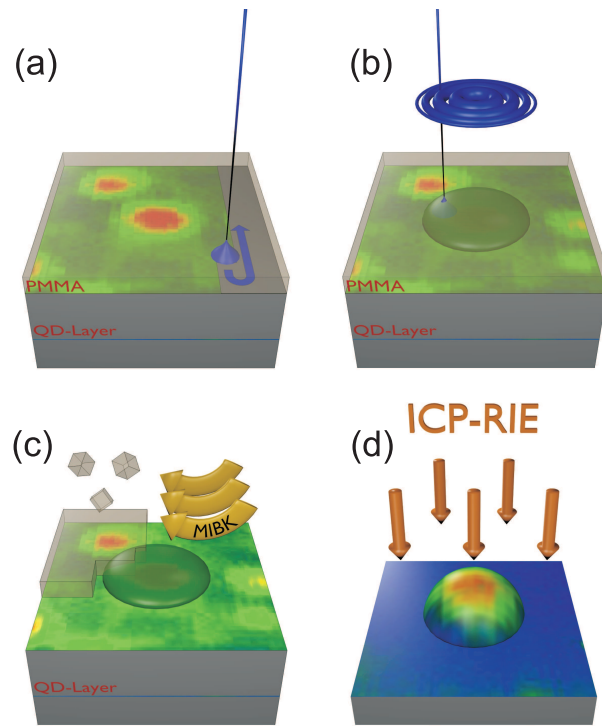 (a)
(b)
PMMA
QD-Layer
PMMA
QD-Layer
ICP-RIE
(c)
(d)
MIBK
QD-Layer